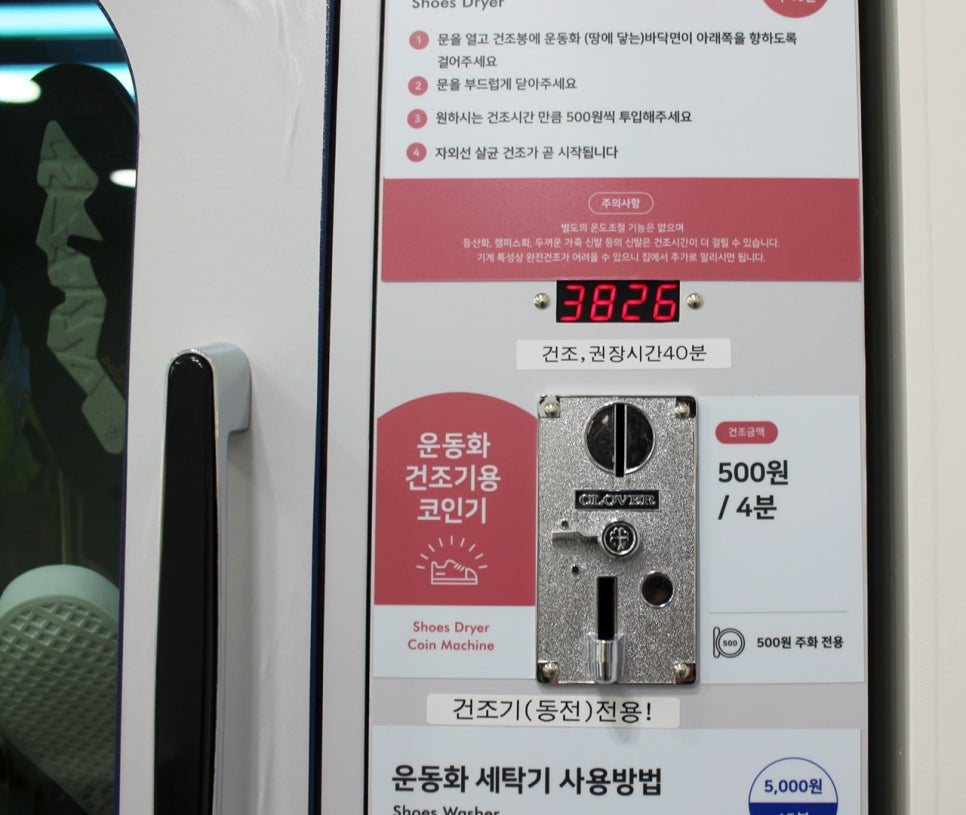 Shoes Dryer
1 문을 열고 건조봉에 운동화 (땅에 닿는)바닥면이 아래쪽을 향하도록
걸어주세요
2 문을 부드럽게 닫아주세요
3 원하시는 건조시간 만큼 500원씩 투입해주세요
4 자외선 살균 건조가 곧 시작됩니다
주의사항
별도의 온도조절 기능은 없으며
등산화, 캠퍼스화, 두꺼운 가죽 신발 등의 신발은 건조시간이 더 걸릴 수 있습니다.
기계 특성상 완전건조가 어려울 수 있으니 집에서 추가로 말리시면 됩니다.
3826
건조,권장시간40분
운동화
건조기용
코인기
Shoes Dryer
Coin Machine
CLOVER
건조금액
500원
/ 4분
500
500원 주화 전용
건조기(동전)전용!
운동화 세탁기 사용방법
Shoes Washer
5,000원